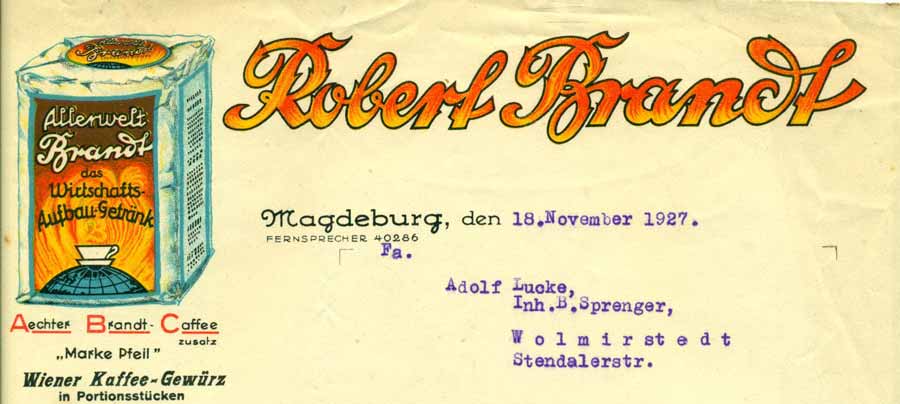 Robert Brandt
Brandt
Allerwelt-
Brandt
das
Wirtschafts-
Aufbau-Getränk
Magdeburg, den 18.November 1927.
FERNSPRECHER 40286
Fa.
Adolf Lucke,
Inh.B.Sprenger,
Wolmirstedt
Stendalerstr.
Aechter Brandt-Caffee
zusatz
„Marke Pfeil"
Wiener Kaffee-Gewürz
in Portionsstücken